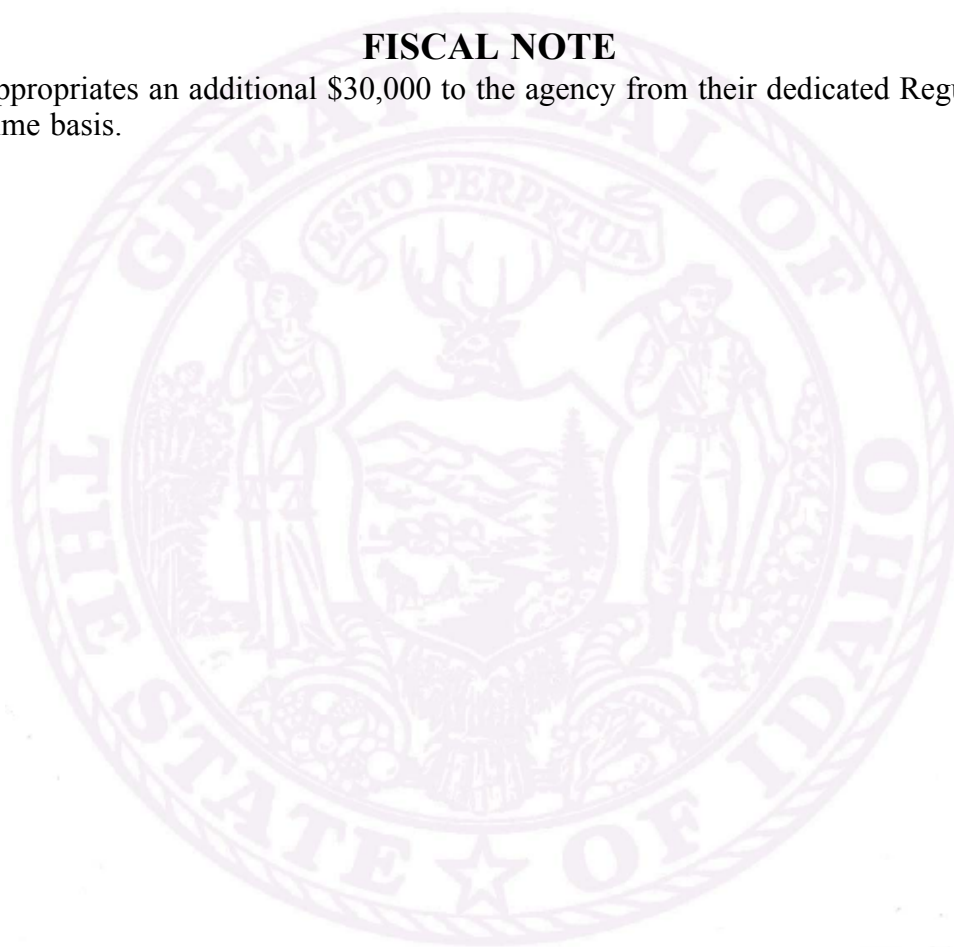 FISCAL NOTE
ppropriates an additional $30,000 to the agency from their dedicated Regu
me basis.
GREAT SEAL OF
ESTO PERPETUA
THE STATE OF IDAHO